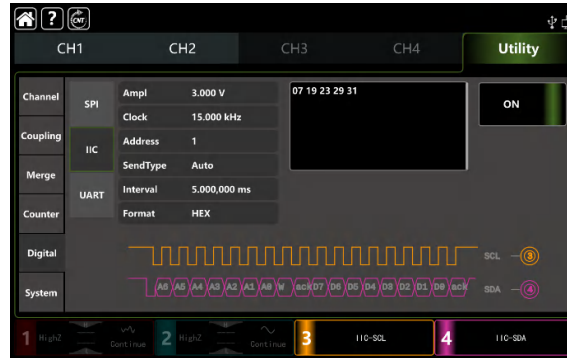 ? CNT
CH1 CH2 CH3 CH4 Utility
Channel
Coupling
Merge
Counter
Digital
System
SPI
IIC
UART
Ampl 3.000 V
Clock 15.000 kHz
Address 1
SendType Auto
Interval 5.000,000 ms
Format HEX
07 19 23 29 31
ON
SCL 3
A6 A5 A4 A3 A2 A1 A0 W ack D7 D6 D5 D4 D3 D2 D1 D0 ack SDA 4
1 HighZ Continue 2 HighZ Continue 3 IIC-SCL 4 IIC-SDA